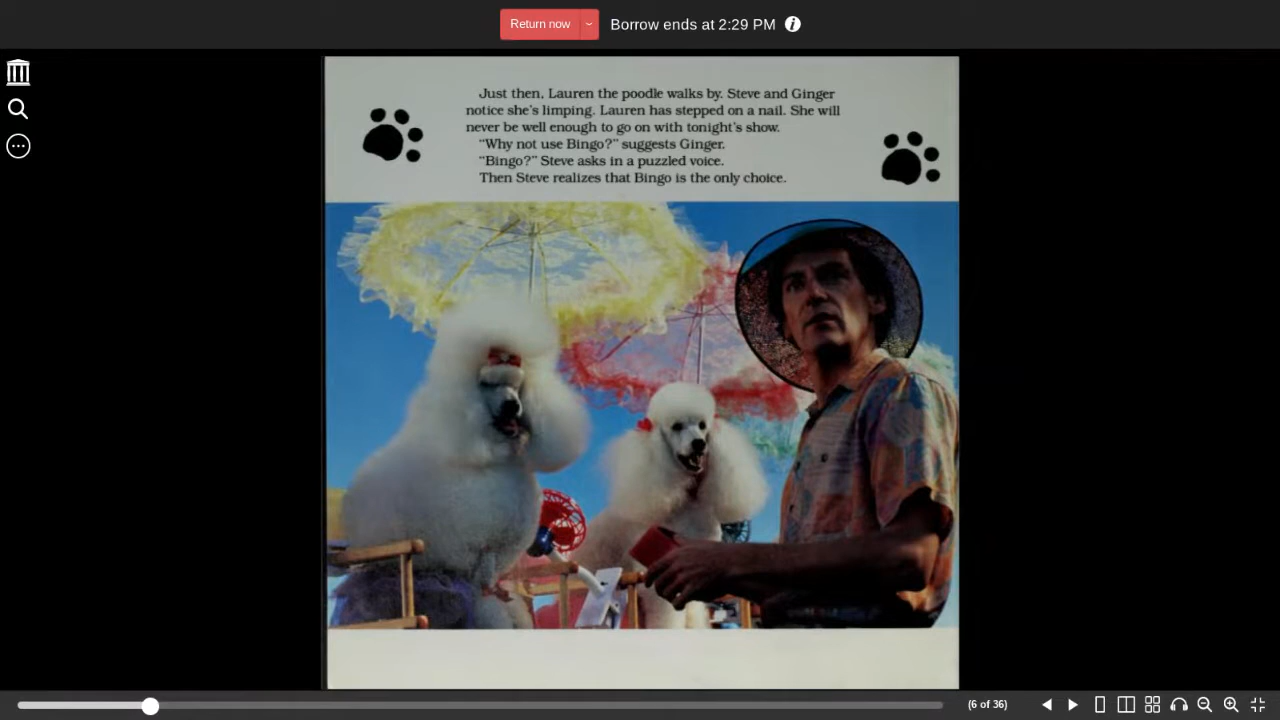 Return now
Borrow ends at 2:29 PM
Just then, Lauren the poodle walks by. Steve and Ginger
notice she's limping. Lauren has stepped on a nail. She will
never be well enough to go on with tonight's show.
"Why not use Bingo?" suggests Ginger.
"Bingo?" Steve asks in a puzzled voice.
Then Steve realizes that Bingo is the only choice.
(6 of 36)